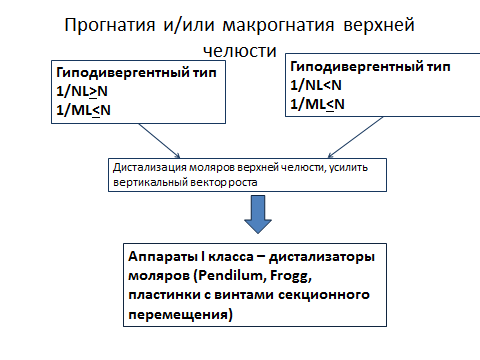 Прогнатия и/или макрогнатия верхней
челюсти
Гиподивергентный тип
1/NL>N
1/ML<N
Гиподивергентный тип
1/NL<N
1/ML<N
Дистализация моляров верхней челюсти, усилить
вертикальный вектор роста
Аппараты I класса – дистализаторы
моляров (Pendilum, Frogg,
пластинки с винтами секционного
перемещения)